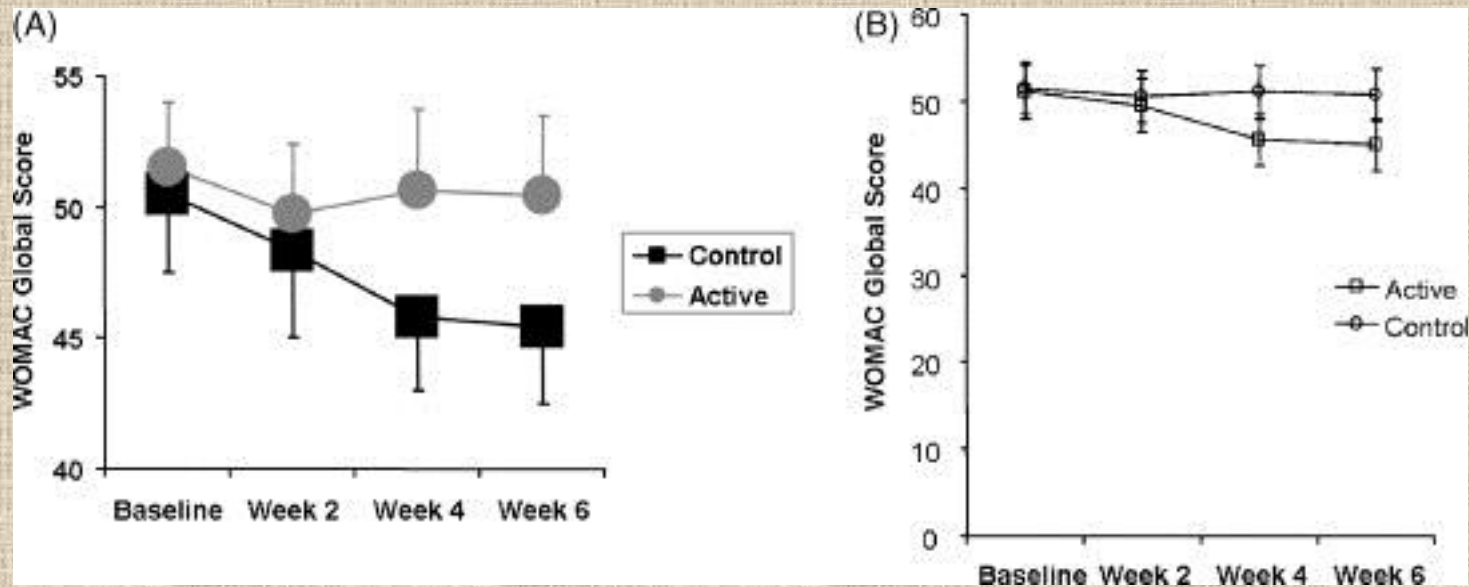 (A)
WOMAC Global Score
55
50
45
40
Baseline Week 2 Week 4 Week 6
Control
Active
(B)
WOMAC Global Score
60
50
40
30
20
10
0
Baseline Week 2 Week 4 Week 6
Active
Control